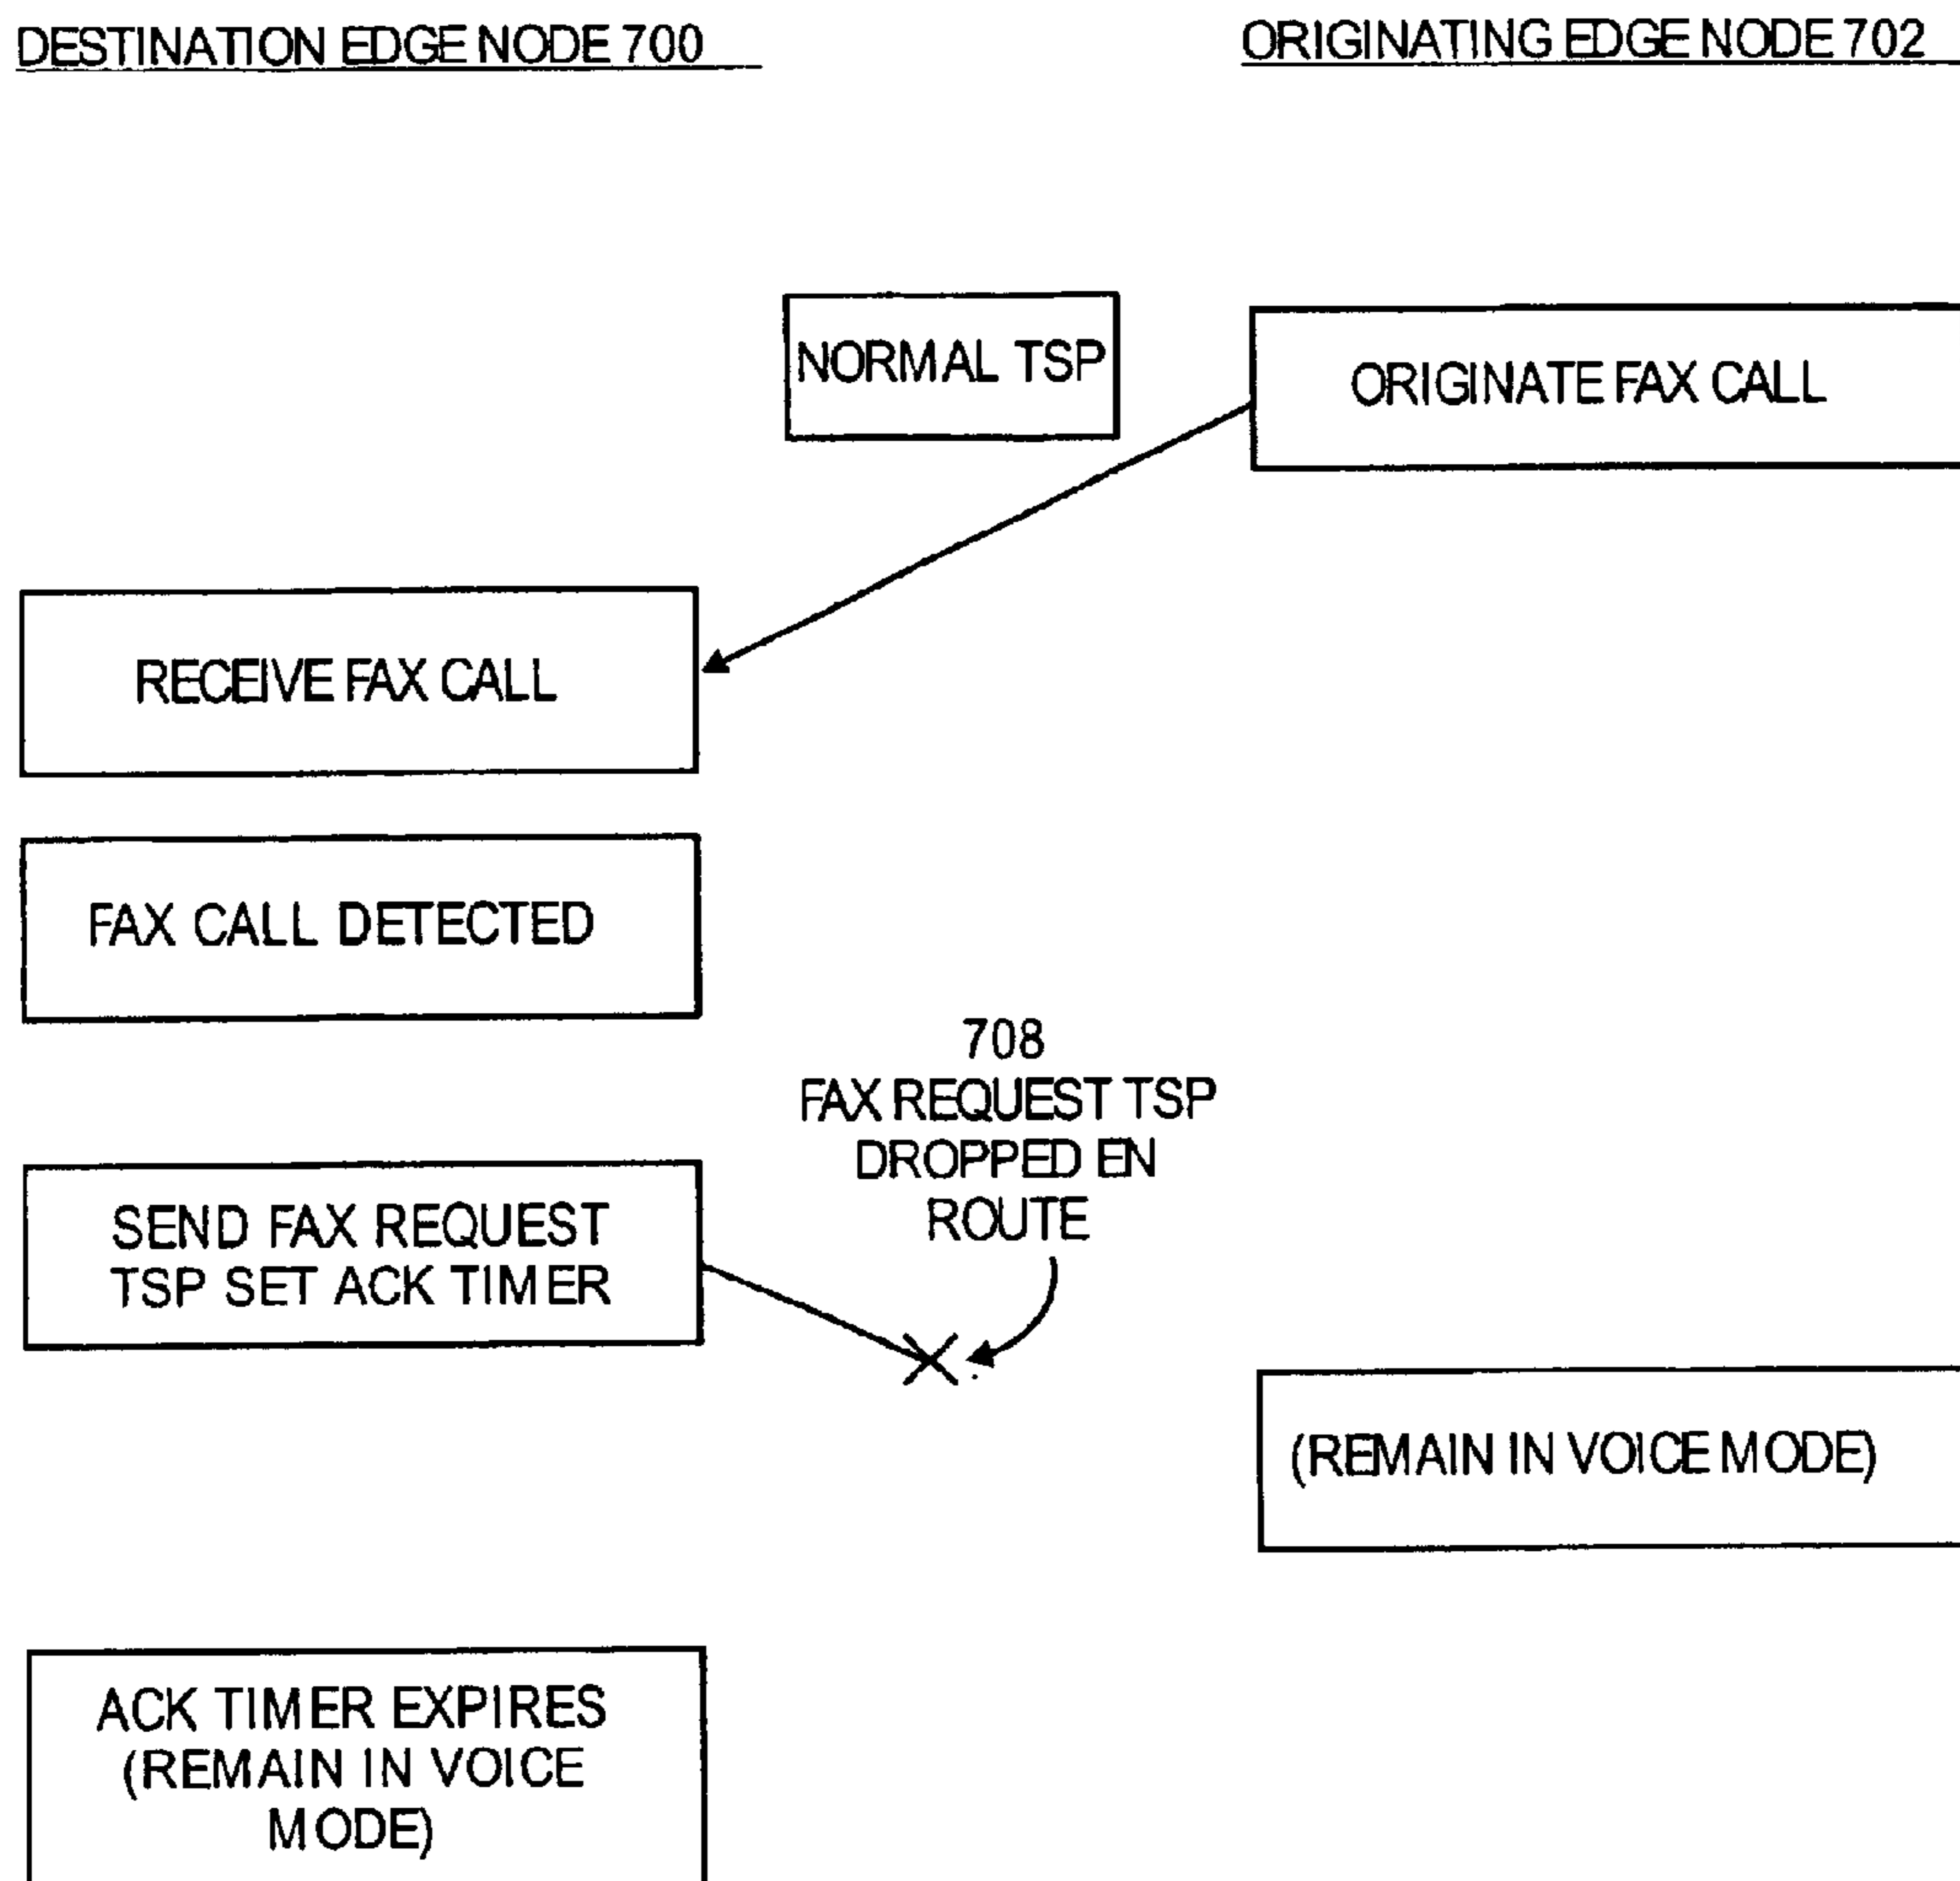 DESTINATION EDGE NODE 700
ORIGINATING EDGE NODE 702
NORMAL TSP
ORIGINATE FAX CALL
RECEIVE FAX CALL
FAX CALL DETECTED
708
FAX REQUEST TSP
DROPPED EN
ROUTE
SEND FAX REQUEST
TSP SET ACK TIMER
(REMAIN IN VOICE MODE)
ACK TIMER EXPIRES
(REMAIN IN VOICE
MODE)